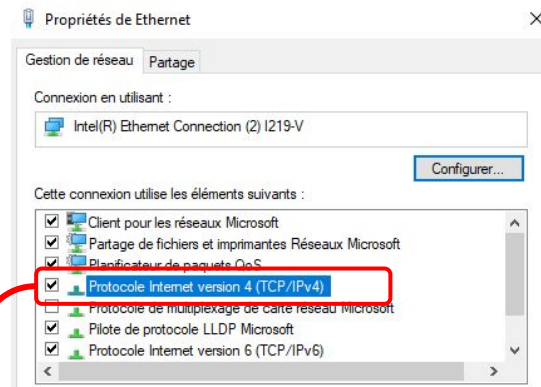 Propriétés de Ethernet
Gestion de réseau Partage
Connexion en utilisant :
Intel(R) Ethernet Connection (2) I219-V
Configurer...
Cette connexion utilise les éléments suivants :
Client pour les réseaux Microsoft
Partage de fichiers et imprimantes Réseaux Microsoft
Planificateur de paquets QoS
Protocole Internet version 4 (TCP/IPv4)
Protocole de multiplexage de carte réseau Microsoft
Pilote de protocole LLDP Microsoft
Protocole Internet version 6 (TCP/IPv6)